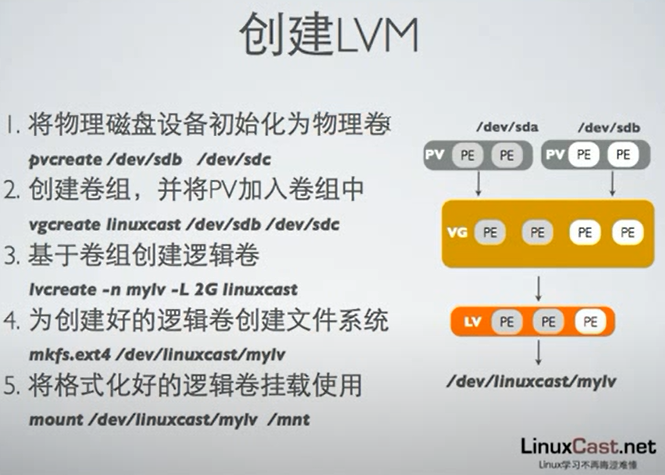 创建LVM
1. 将物理磁盘设备初始化为物理卷
pvcreate /dev/sdb /dev/sdc
2. 创建卷组，并将PV加入卷组中
vgcreate linuxcast /dev/sdb /dev/sdc
3. 基于卷组创建逻辑卷
lvcreate -n mylv -L 2G linuxcast
4. 为创建好的逻辑卷创建文件系统
mkfs.ext4 /dev/linuxcast/mylv
5. 将格式化好的逻辑卷挂载使用
mount /dev/linuxcast/mylv /mnt
/dev/sda /dev/sdb
PV PE PE PV PE PE
VG PE PE PE PE
LV PE PE PE
/dev/linuxcast/mylv
LinuxCast.net
Linux学习不再晦涩难懂